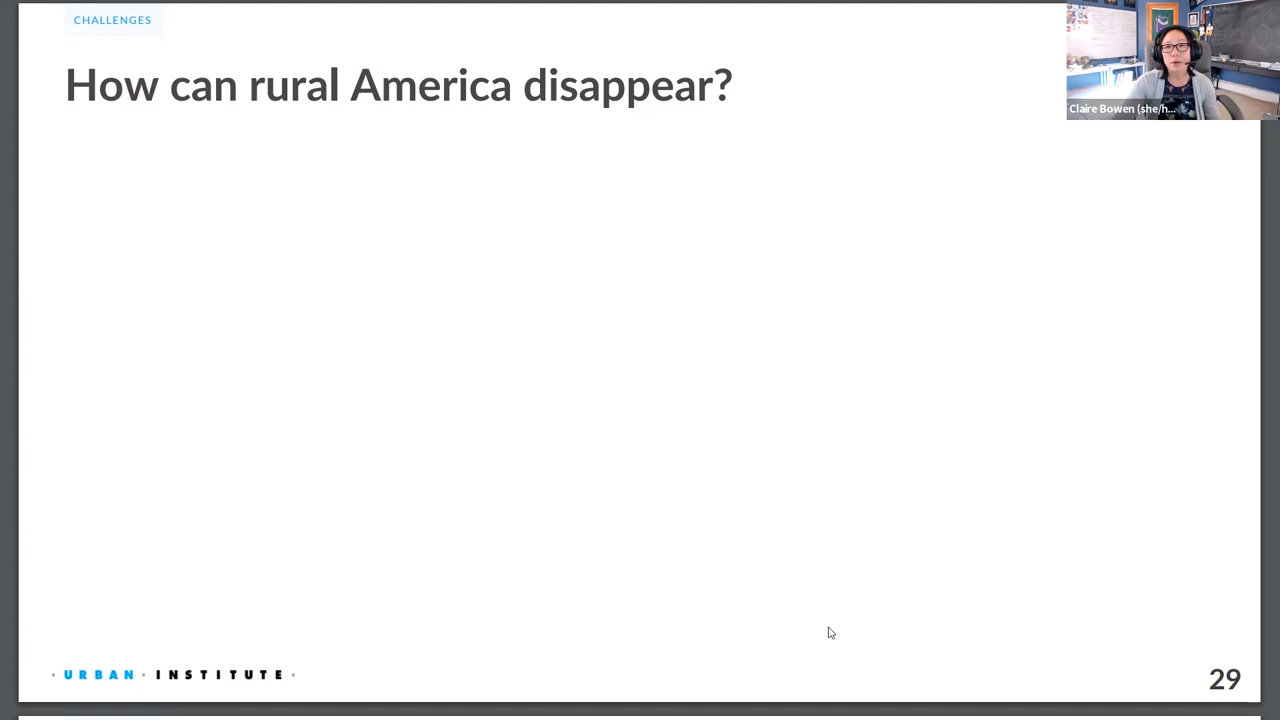 CHALLENGES
How can rural America disappear?
Claire Bowen (she/h...
· URBAN · INSTITUTE ·
29